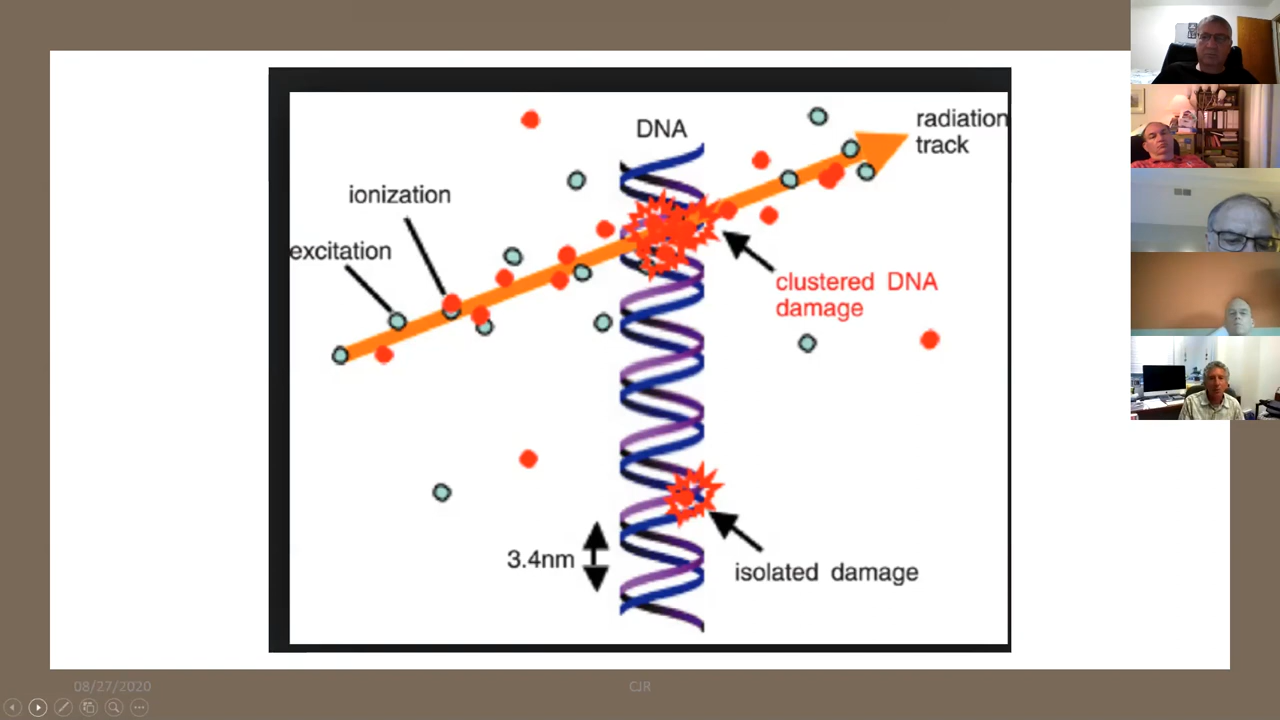 DNA
radiation
track
ionization
excitation
clustered DNA
damage
3.4nm
isolated damage
08/27/2020
CJR